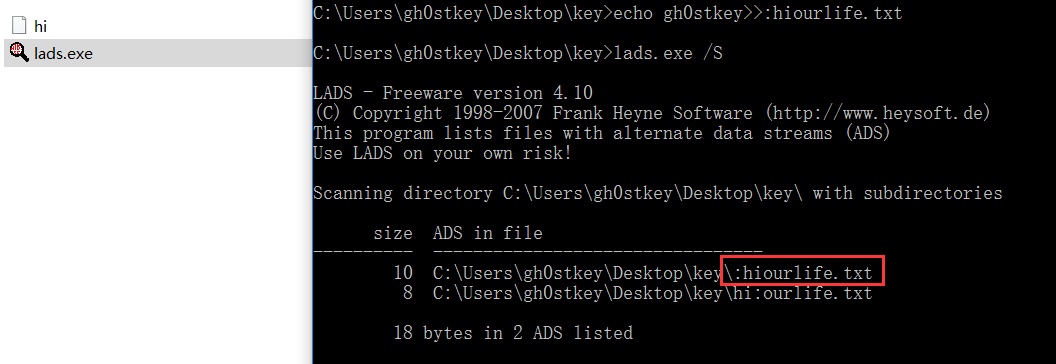 hi
lads.exe
C:\Users\gh0stkey\Desktop\key>echo gh0stkey>>:hiourlife.txt
C:\Users\gh0stkey\Desktop\key>lads.exe /S
LADS - Freeware version 4.10
(C) Copyright 1998-2007 Frank Heyne Software (http://www.heysoft.de)
This program lists files with alternate data streams (ADS)
Use LADS on your own risk!
Scanning directory C:\Users\gh0stkey\Desktop\key\ with subdirectories
size  ADS in file
----------  ---------------------------------
10  C:\Users\gh0stkey\Desktop\key\:hiourlife.txt
8  C:\Users\gh0stkey\Desktop\key\hi:ourlife.txt
18 bytes in 2 ADS listed